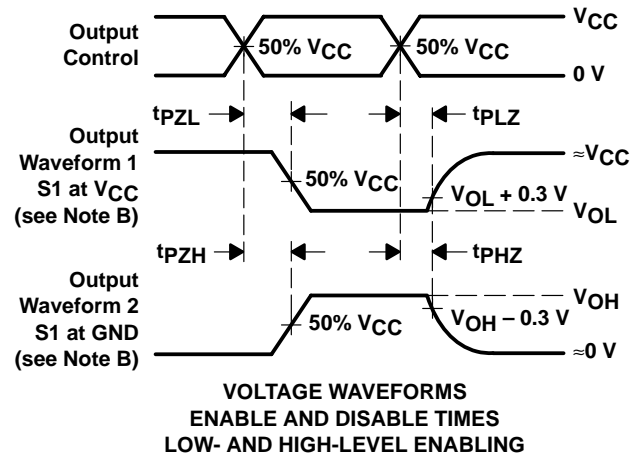 Output
Control
50% VCC
50% VCC
VCC
0 V
tPZL
tPLZ
Output
Waveform 1
S1 at VCC
(see Note B)
50% VCC
≈VCC
VOL + 0.3 V
VOL
tPZH
tPHZ
Output
Waveform 2
S1 at GND
(see Note B)
50% VCC
VOH
VOH – 0.3 V
≈0 V
VOLTAGE WAVEFORMS
ENABLE AND DISABLE TIMES
LOW- AND HIGH-LEVEL ENABLING